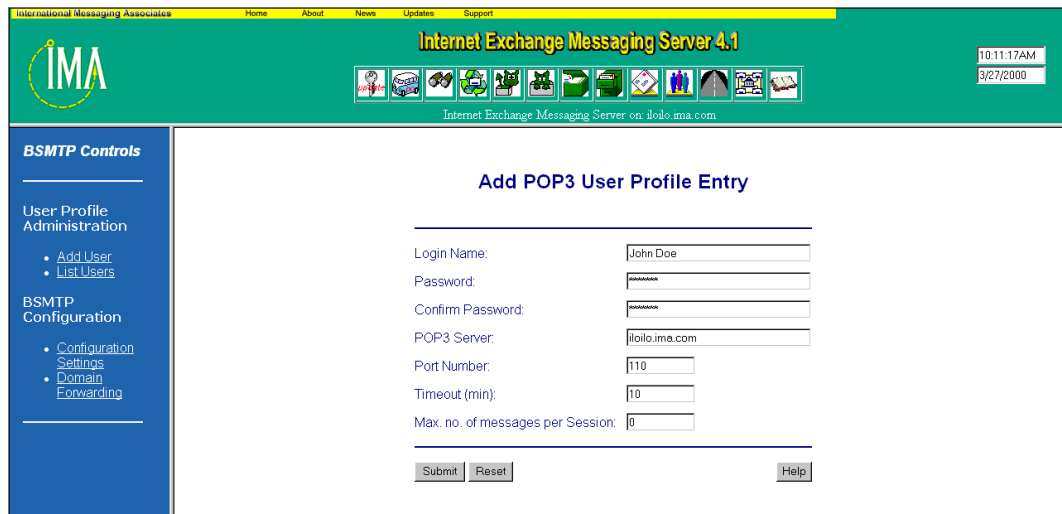 International Messaging Associates Home About News Updates Support
Internet Exchange Messaging Server 4.1
IMA
10:11:17AM
3/27/2000
update
Internet Exchange Messaging Server on: iloilo.ima.com
BSMTP Controls
User Profile
Administration
Add User
List Users
BSMTP
Configuration
Configuration
Settings
Domain
Forwarding
Add POP3 User Profile Entry
Login Name: John Doe
Password: *******
Confirm Password: *******
POP3 Server: iloilo.ima.com
Port Number: 110
Timeout (min): 10
Max. no. of messages per Session: 0
Submit Reset Help